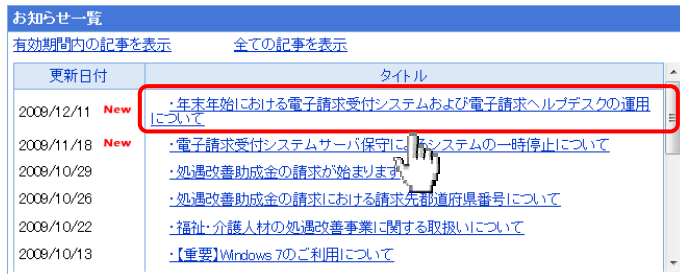 お知らせ一覧
有効期間内の記事を表示 全ての記事を表示
更新日付 タイトル
2009/12/11 New ・年末年始における電子請求受付システムおよび電子請求ヘルプデスクの運用
について
2009/11/18 New ・電子請求受付システムサーバ保守に システムの一時停止について
2009/10/29 ・処遇改善助成金の請求が始まります
2009/10/26 ・処遇改善助成金の請求における請求先都道府県番号について
2009/10/22 ・福祉・介護人材の処遇改善事業に関する取扱いについて
2009/10/13 ・【重要】Windows 7のご利用について